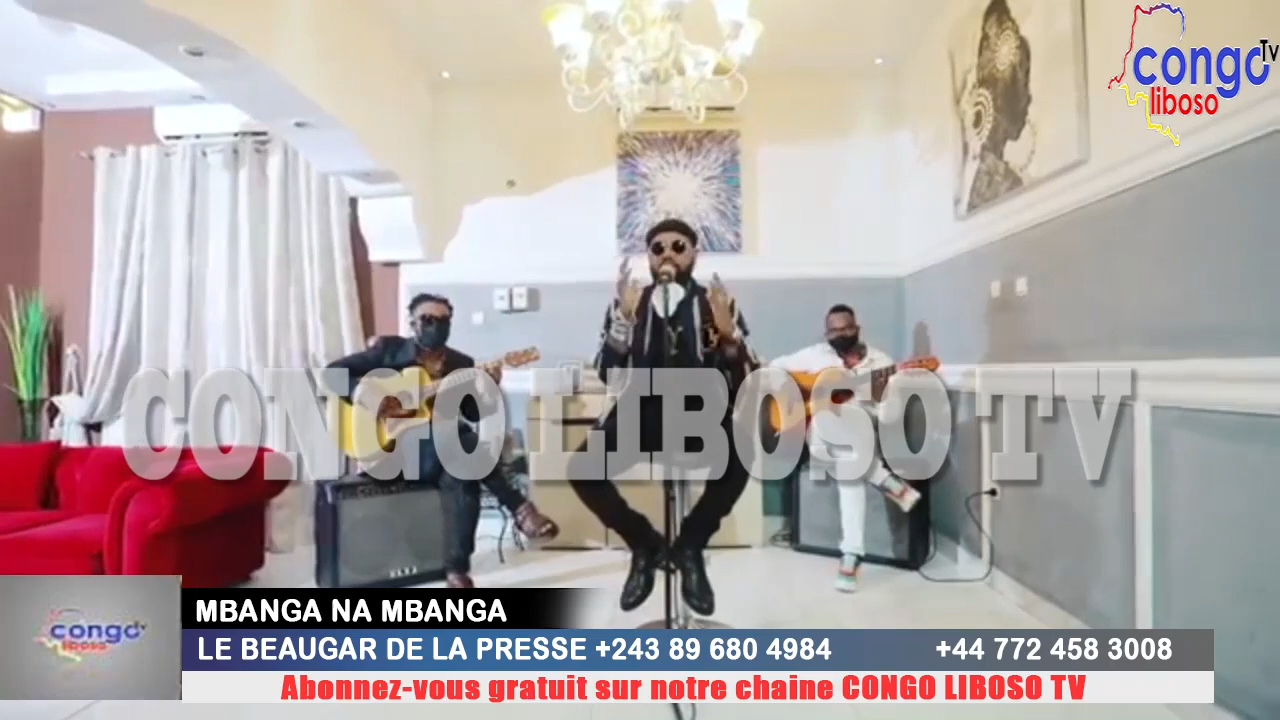 congo Tv
liboso
CONGO LIBOSO TV
congo Tv
liboso
MBANGA NA MBANGA
LE BEAUGAR DE LA PRESSE +243 89 680 4984 +44 772 458 3008
Abonnez-vous gratuit sur notre chaine CONGO LIBOSO TV